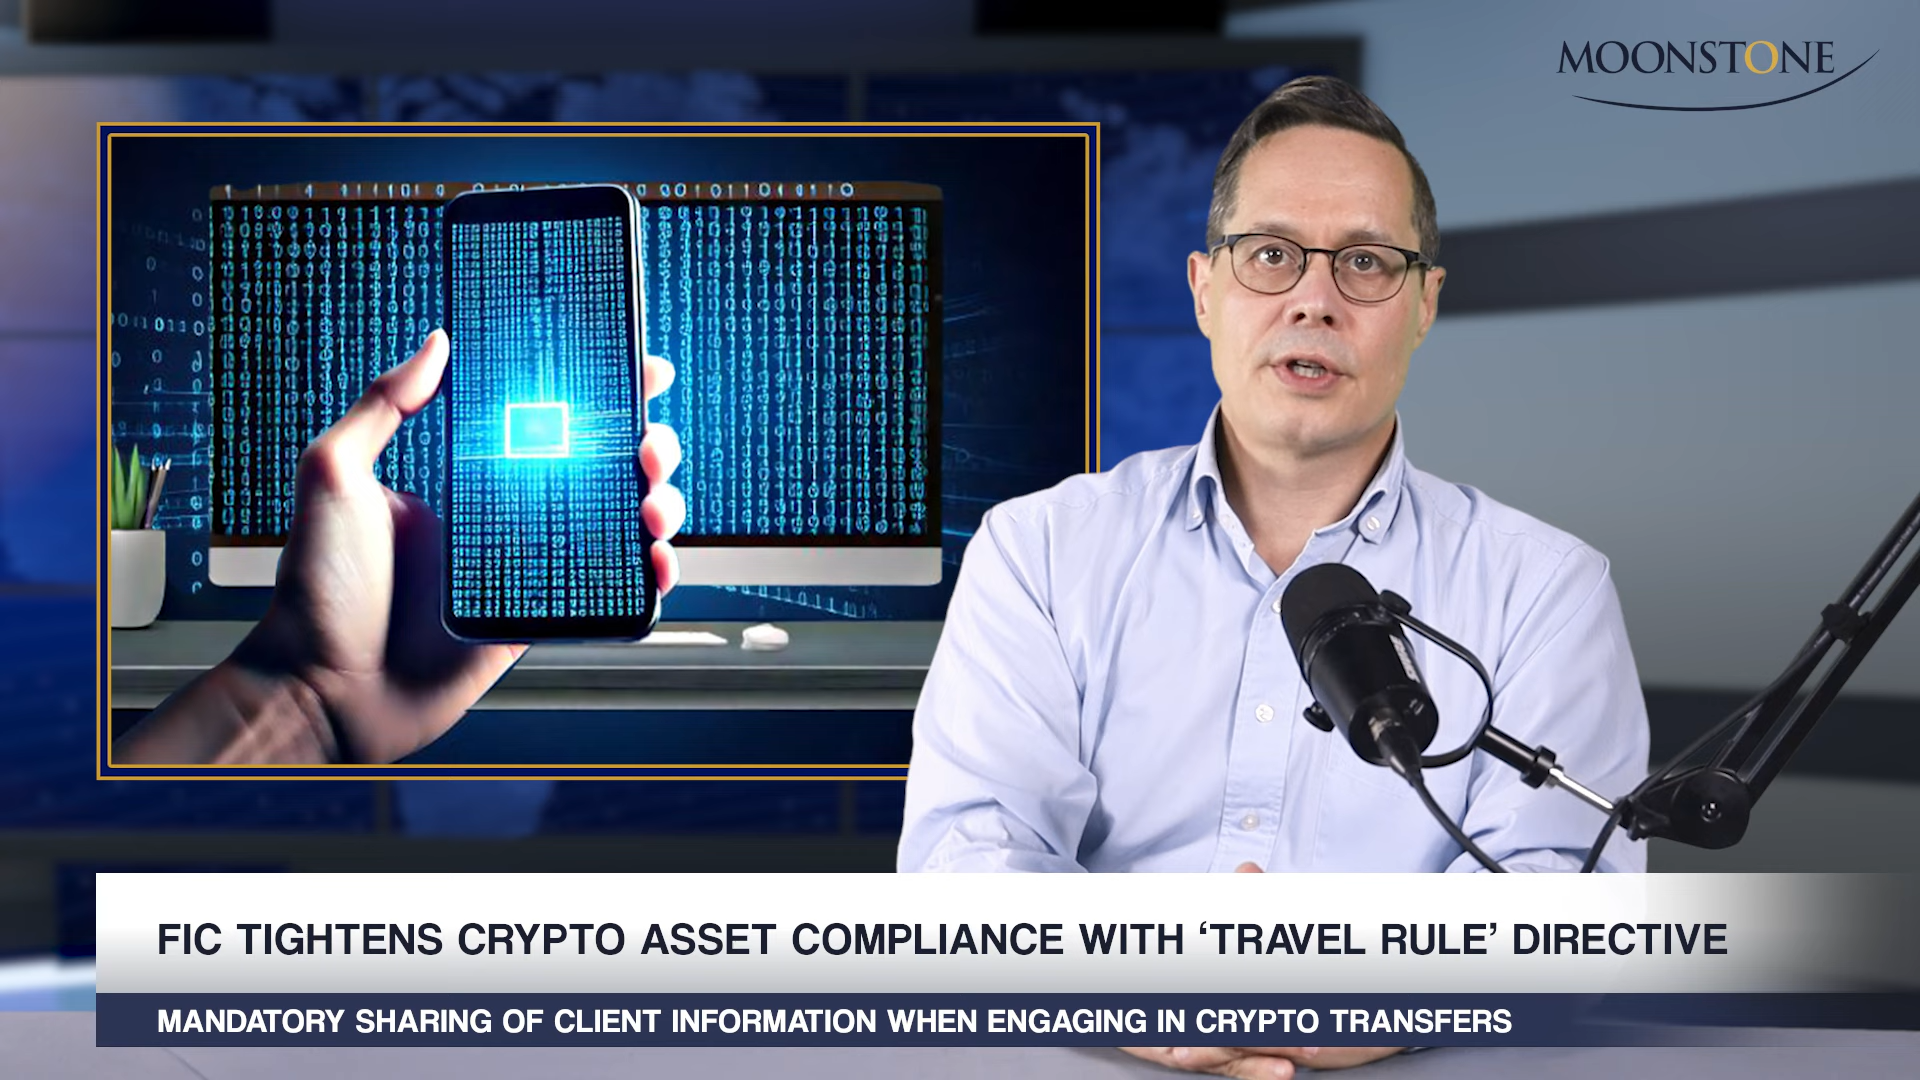 MOONSTONE
FIC TIGHTENS CRYPTO ASSET COMPLIANCE WITH ‘TRAVEL RULE’ DIRECTIVE
MANDATORY SHARING OF CLIENT INFORMATION WHEN ENGAGING IN CRYPTO TRANSFERS